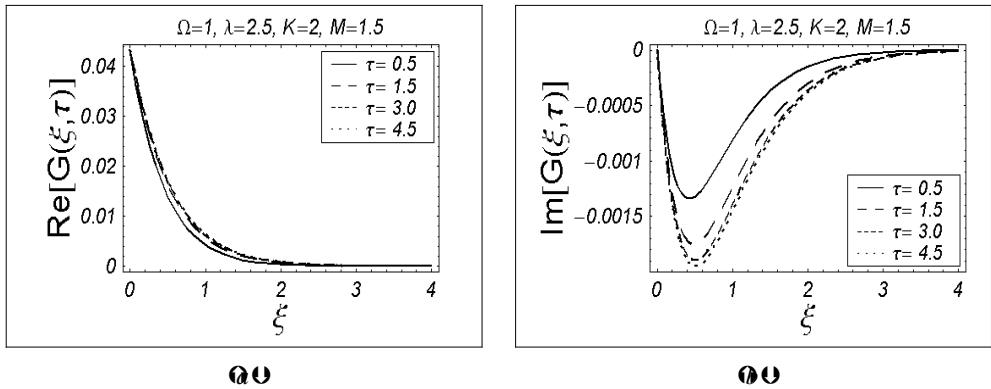 Ω=1, λ=2.5, K=2, M=1.5
Re[G(ξ,τ)]
0.04
0.03
0.02
0.01
0
τ= 0.5
τ= 1.5
τ= 3.0
τ= 4.5
0 1 2 3 4
ξ
Ω=1, λ=2.5, K=2, M=1.5
Im[G(ξ,τ)]
0
−0.0005
−0.001
−0.0015
τ= 0.5
τ= 1.5
τ= 3.0
τ= 4.5
0 1 2 3 4
ξ